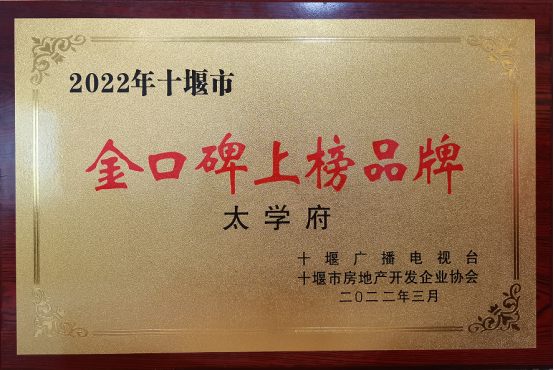 2022年十堰市
金口碑上榜品牌
太学府
十堰广播电视台
十堰市房地产开发企业协会
二〇二二年三月